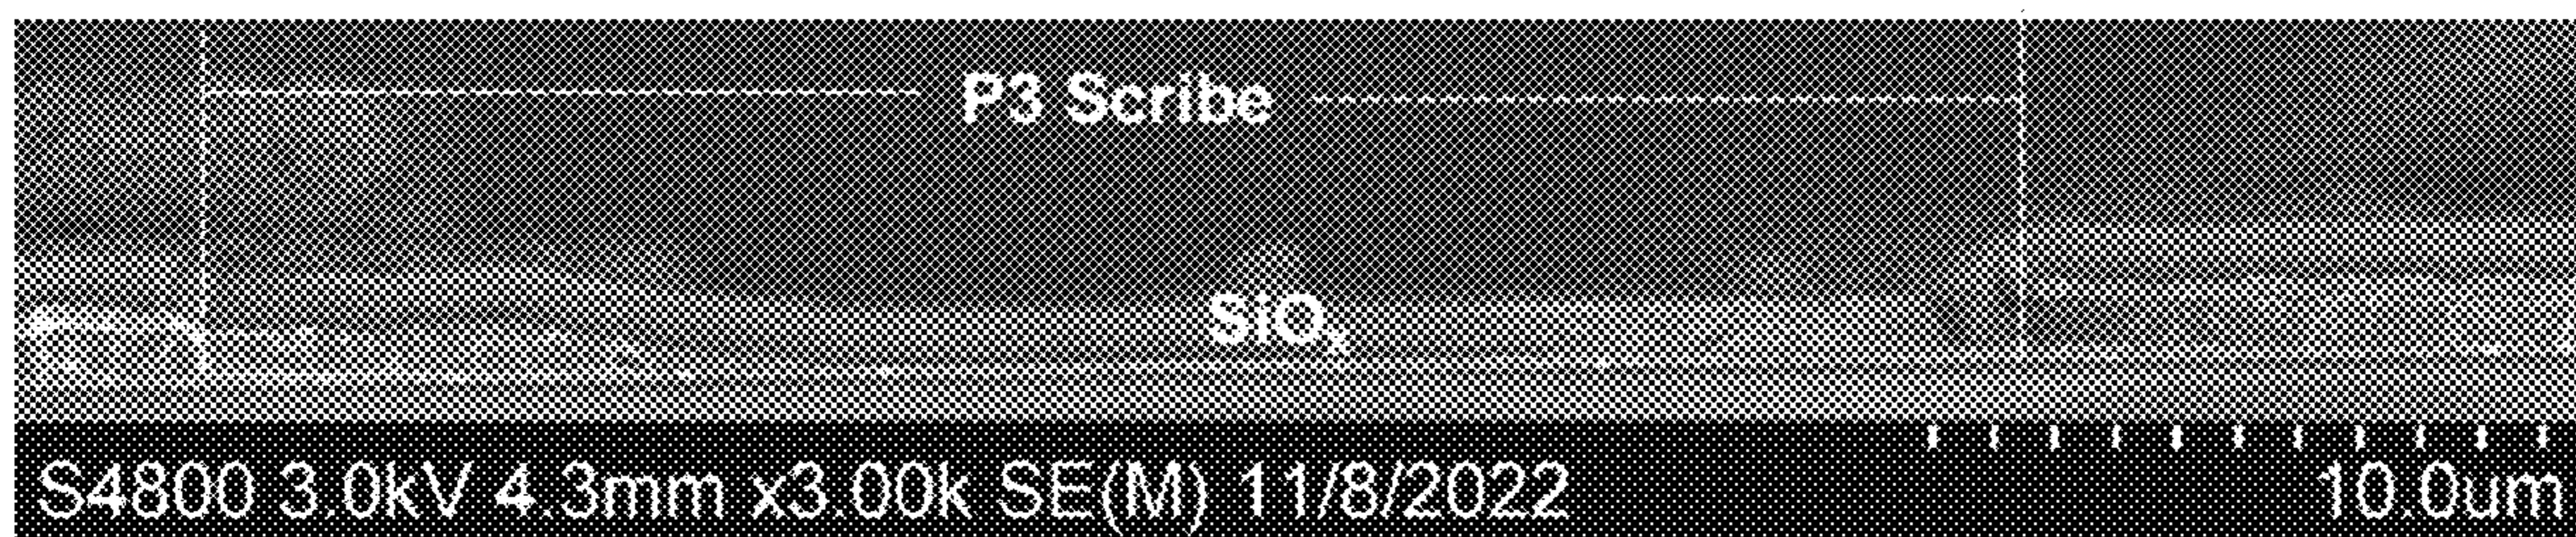 P3 Scribe
SiOₓ
S4800 3.0kV 4.3mm x3.00k SE(M) 11/8/2022 10.0um